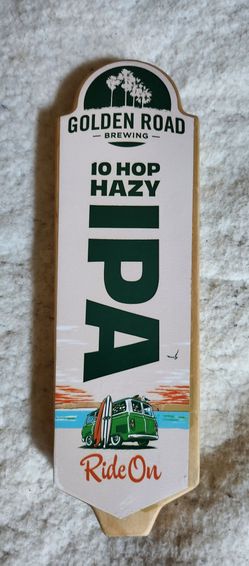 GOLDEN ROAD
BREWING
10 HOP
HAZY
IPA
Ride On